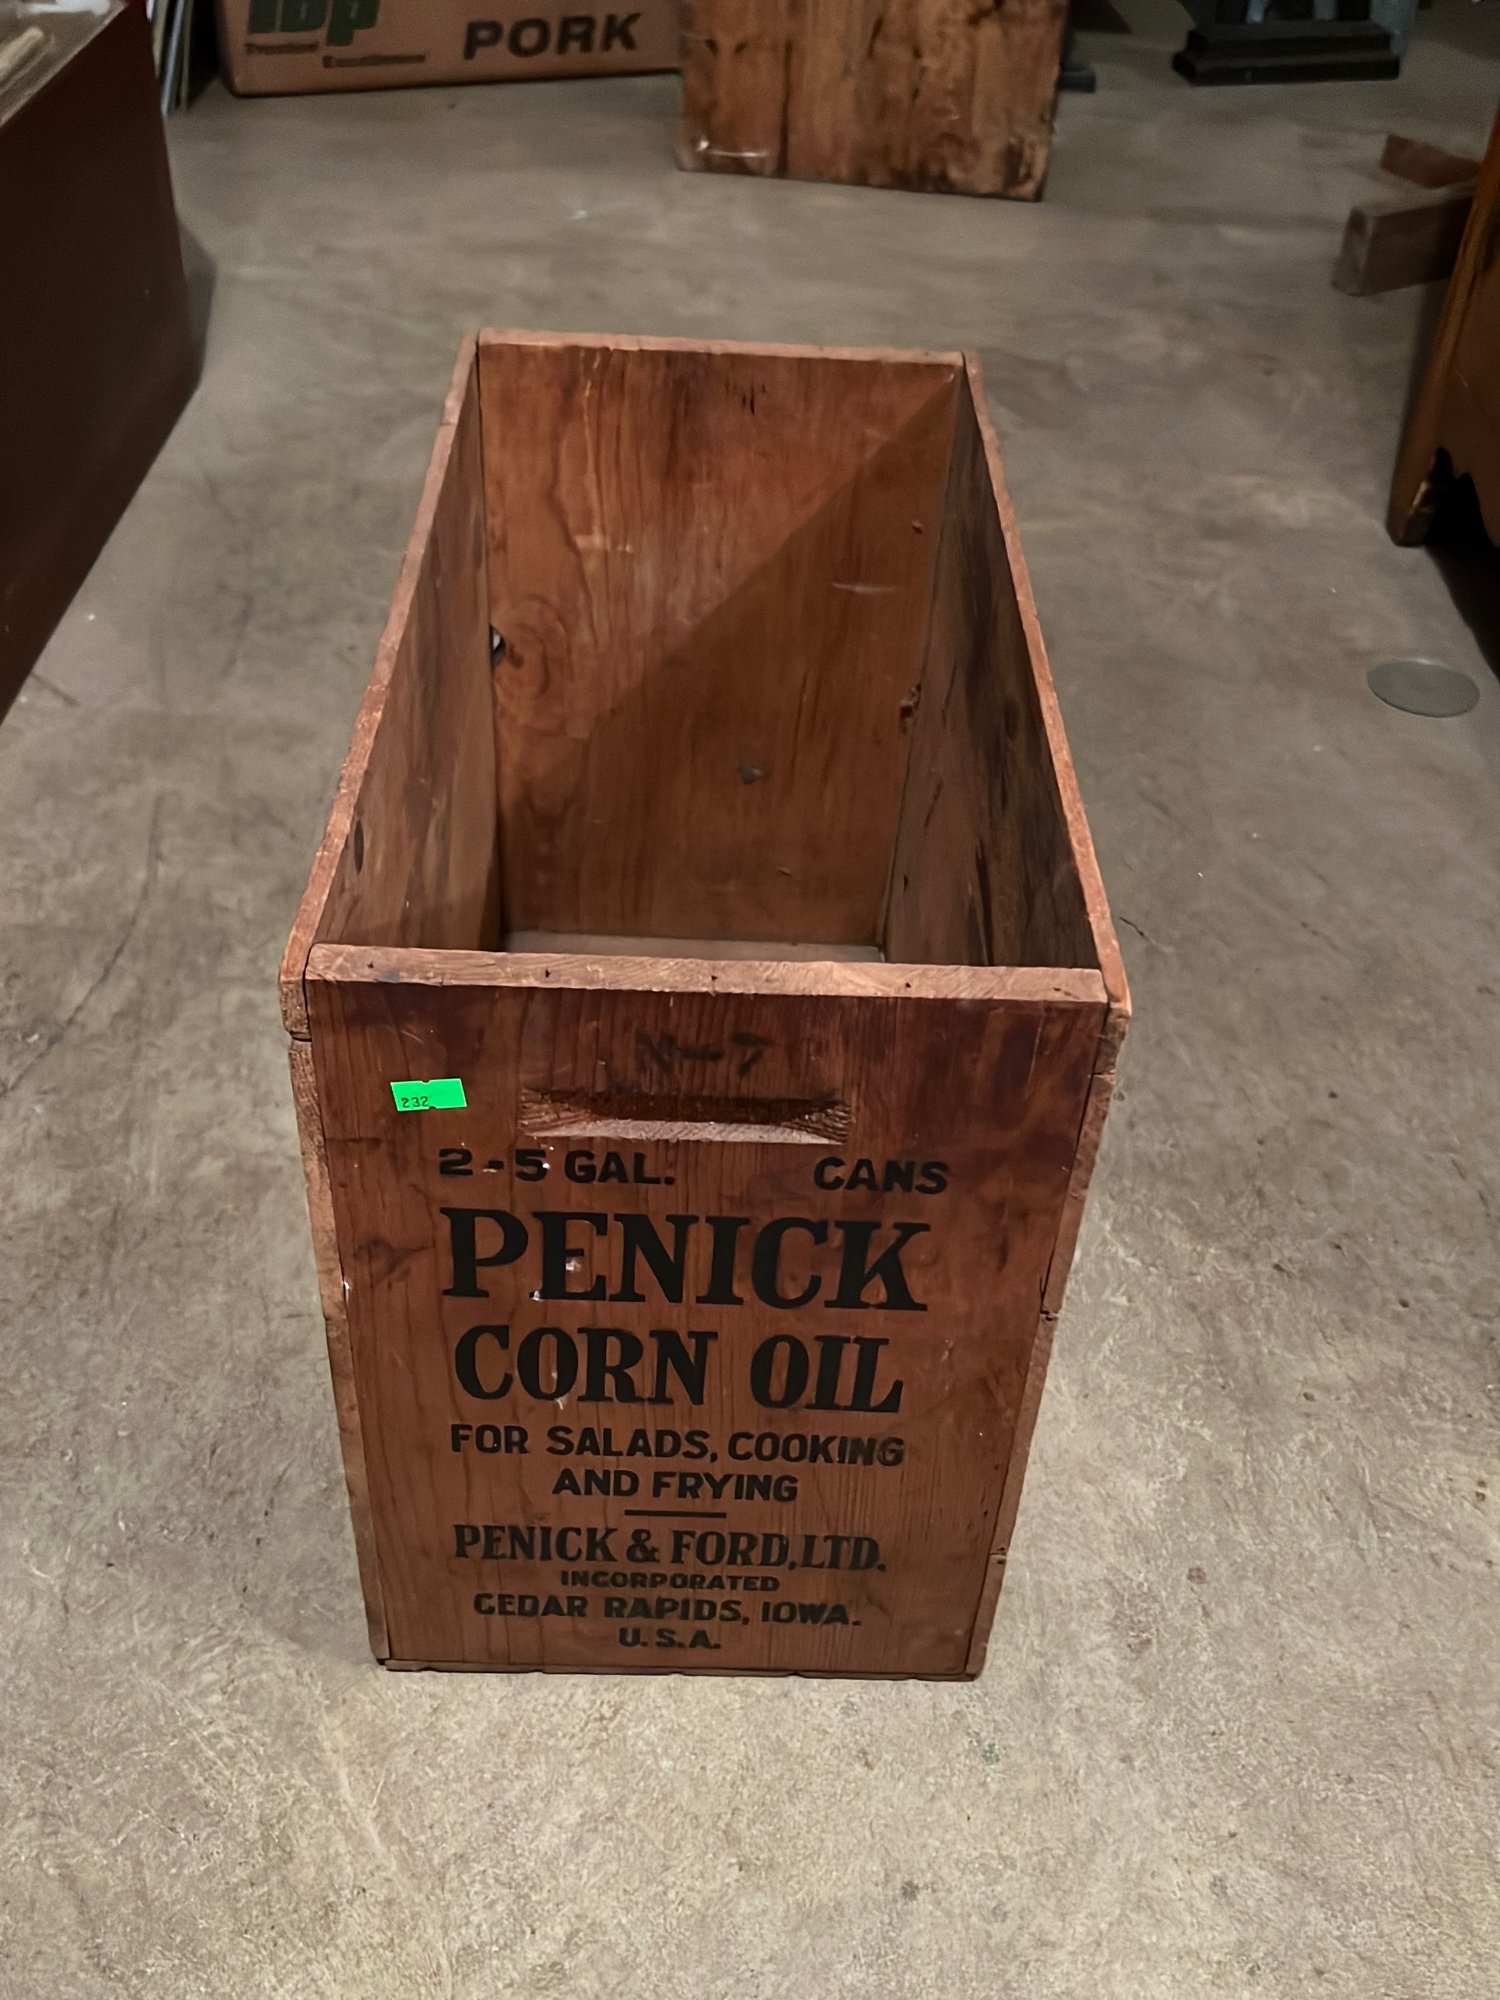 ibp
PORK
232
2-5 GAL. CANS
PENICK
CORN OIL
FOR SALADS, COOKING
AND FRYING
PENICK & FORD, LTD.
INCORPORATED
CEDAR RAPIDS, IOWA.
U.S.A.